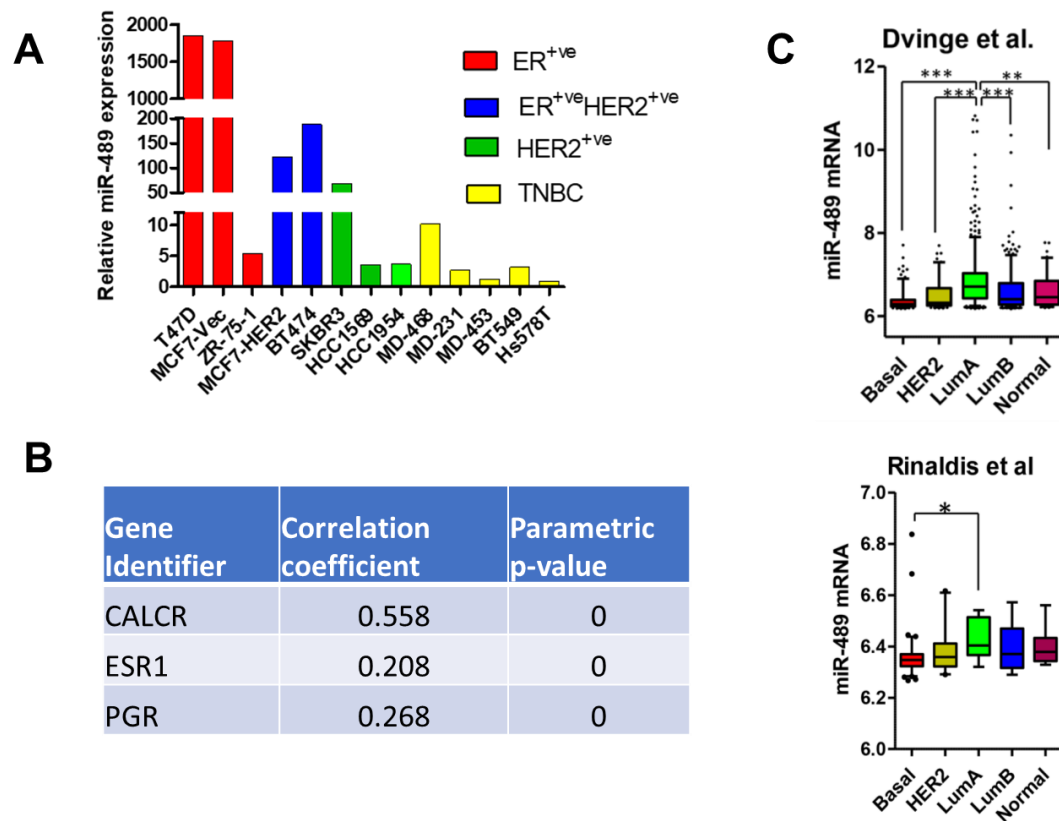 A
Relative miR-489 expression
2000
1500
1000
200
150
100
50
10
5
0
ER+ve
ER+veHER2+ve
HER2+ve
TNBC
T47D
MCF7-Vec
ZR-75-1
MCF7-HER2
BT474
SKBR3
HCC1569
HCC1954
MD-468
MD-231
MD-453
BT549
Hs578T
B
Gene Identifier
Correlation coefficient
Parametric p-value
CALCR 0.558 0
ESR1 0.208 0
PGR 0.268 0
C
Dvinge et al.
miR-489 mRNA
12
10
8
6
*** **
*** ***
Basal
HER2
LumA
LumB
Normal
Rinaldis et al
miR-489 mRNA
7.0
6.8
6.6
6.4
6.2
6.0
*
Basal
HER2
LumA
LumB
Normal